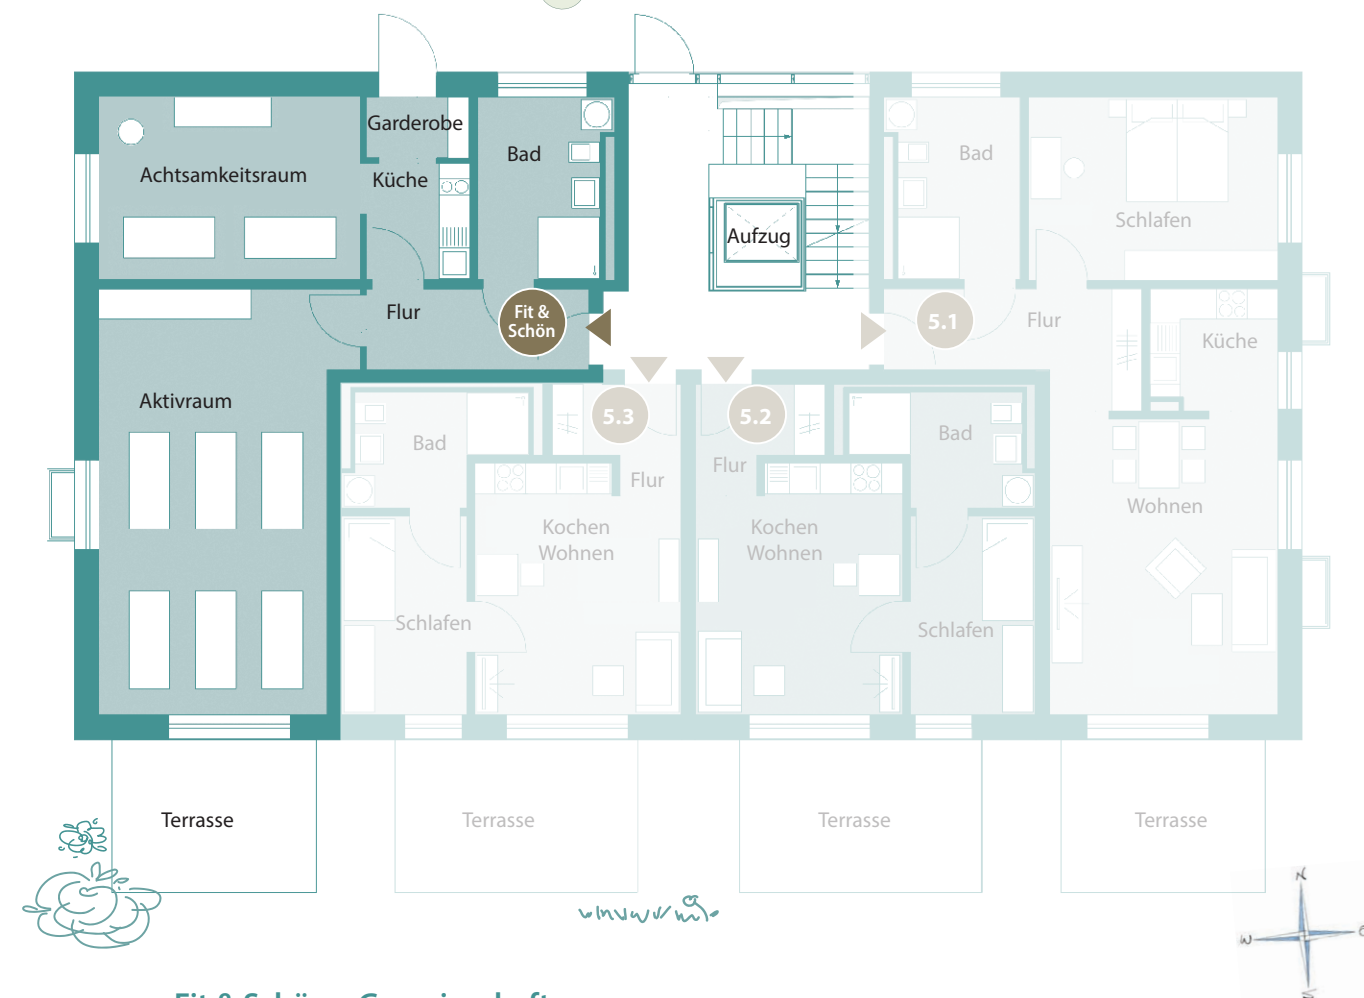 Garderobe
Bad
Achtsamkeitsraum
Küche
Bad
Schlafen
Aufzug
Flur
Fit &
Schön
5.1
Flur
Küche
Aktivraum
5.3
5.2
Bad
Bad
Flur
Flur
Kochen
Wohnen
Kochen
Wohnen
Wohnen
Schlafen
Schlafen
Terrasse
Terrasse
Terrasse
Terrasse
N
W